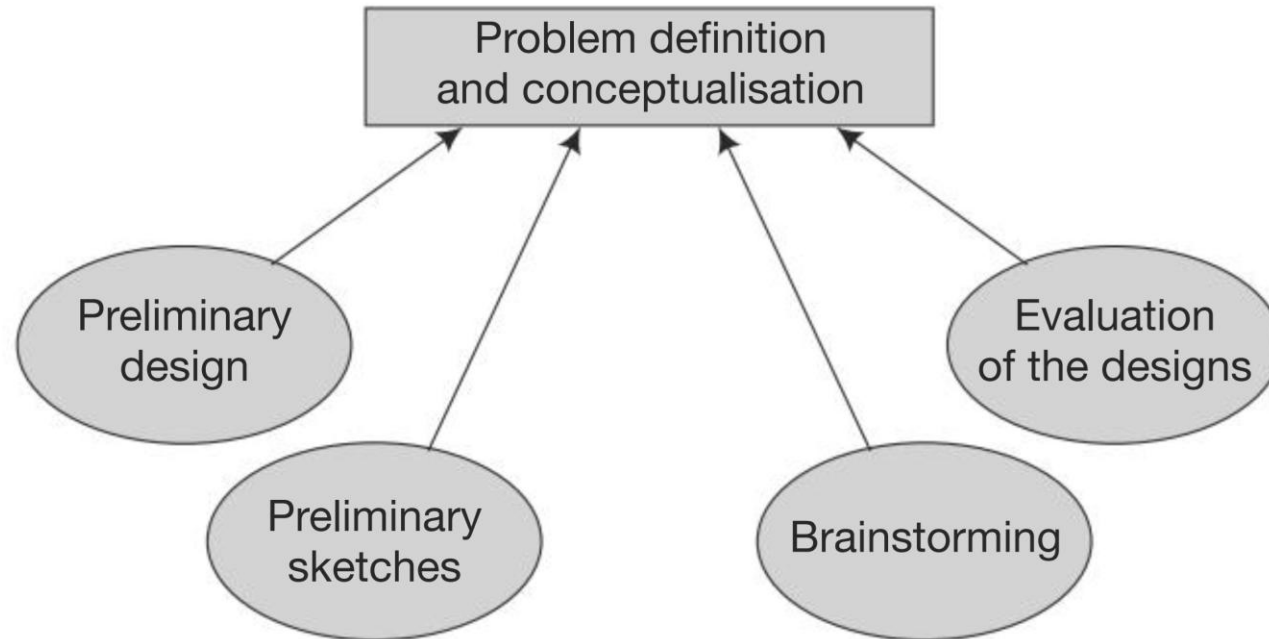 Problem definition
and conceptualisation
Preliminary
design
Evaluation
of the designs
Preliminary
sketches
Brainstorming